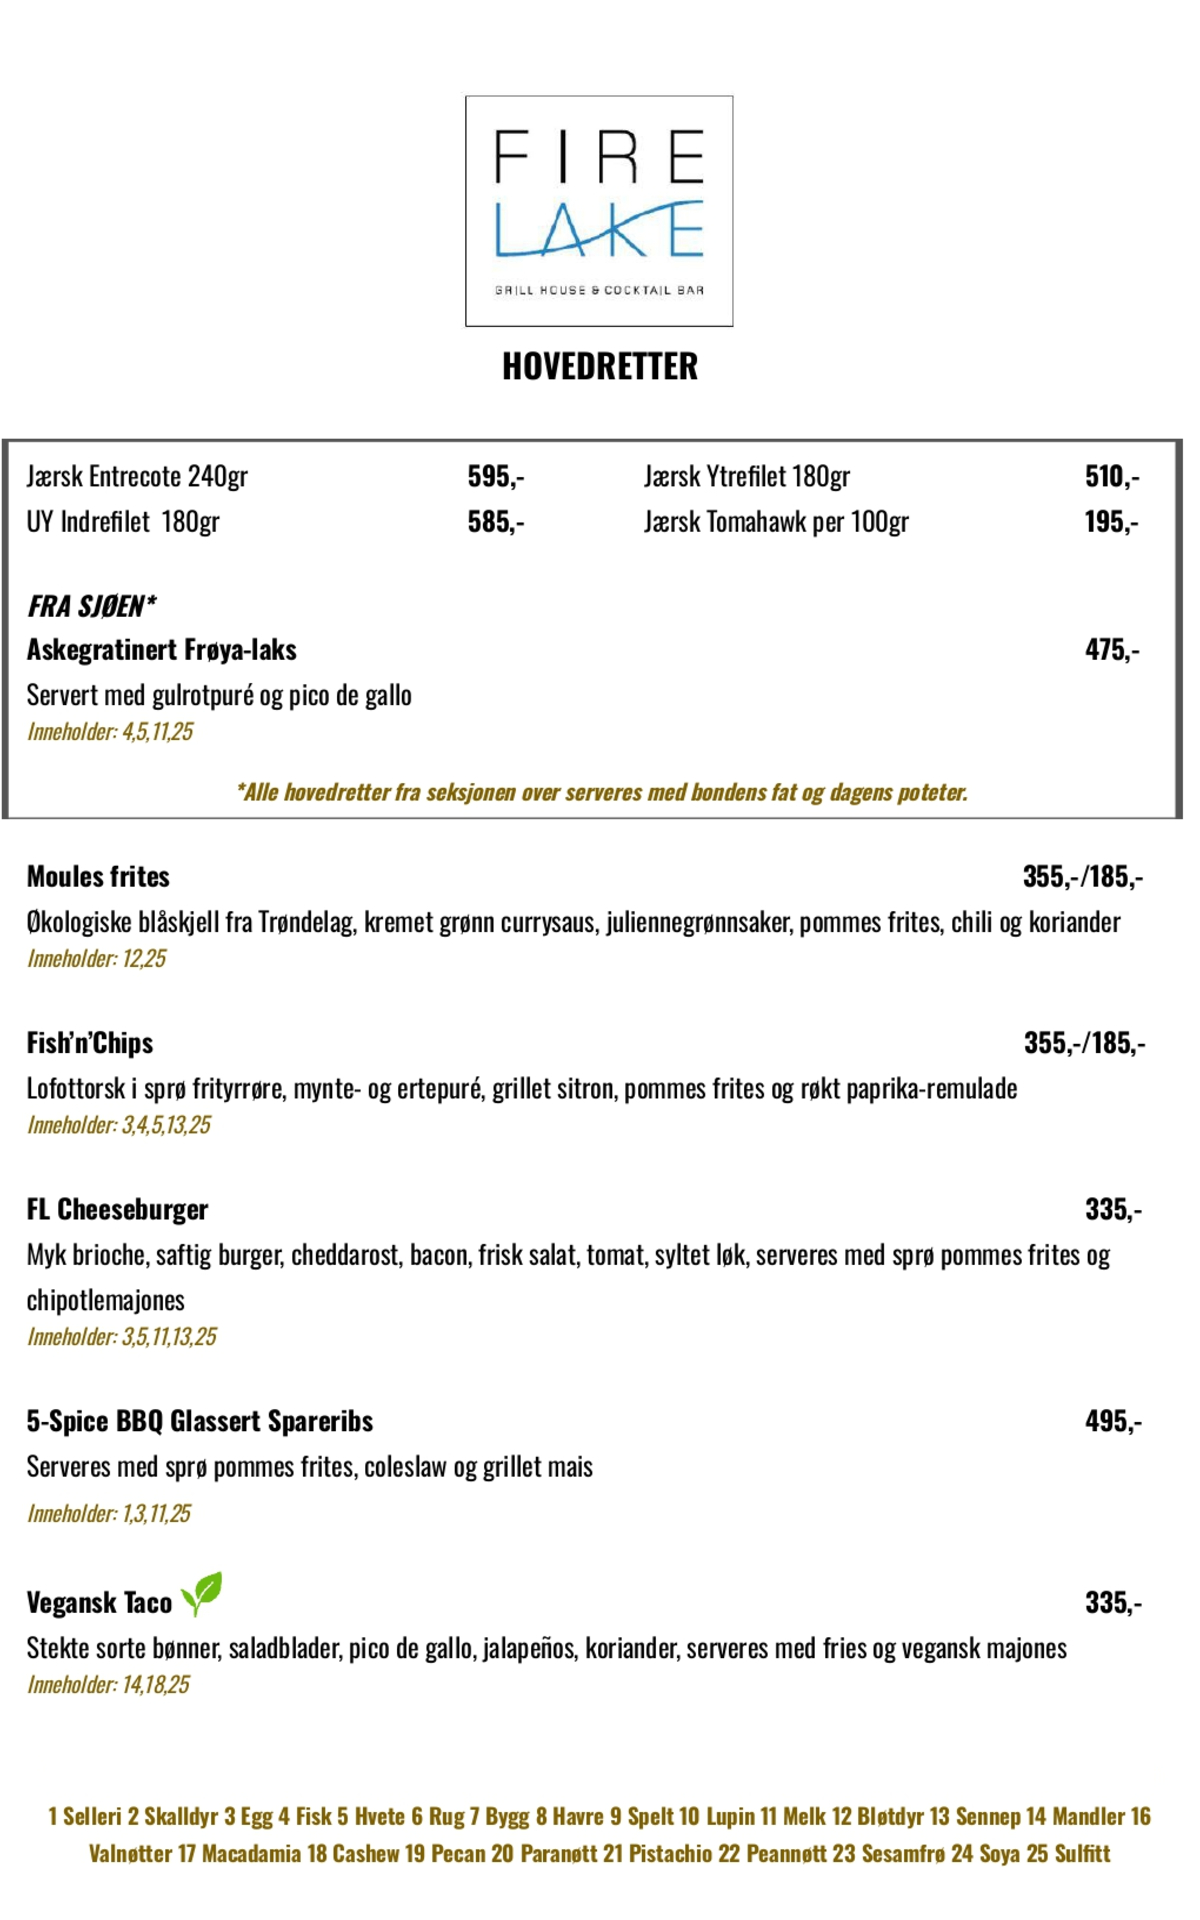 FIRE
LAKE
GRILL HOUSE & COCKTAIL BAR
HOVEDRETTER
Jærsk Entrecote 240gr 595,- Jærsk Ytrefilet 180gr 510,-
UY Indrefilet 180gr 585,- Jærsk Tomahawk per 100gr 195,-
FRA SJØEN*
Askegratinert Frøya-laks 475,-
Servert med gulrotpuré og pico de gallo
Inneholder: 4,5,11,25
*Alle hovedretter fra seksjonen over serveres med bondens fat og dagens poteter.
Moules frites 355,-/185,-
Økologiske blåskjell fra Trøndelag, kremet grønn currysaus, juliennegrønnsaker, pommes frites, chili og koriander
Inneholder: 12,25
Fish’n’Chips 355,-/185,-
Lofottorsk i sprø frityrrøre, mynte- og ertepuré, grillet sitron, pommes frites og røkt paprika-remulade
Inneholder: 3,4,5,13,25
FL Cheeseburger 335,-
Myk brioche, saftig burger, cheddarost, bacon, frisk salat, tomat, syltet løk, serveres med sprø pommes frites og
chipotlemajones
Inneholder: 3,5,11,13,25
5-Spice BBQ Glassert Spareribs 495,-
Serveres med sprø pommes frites, coleslaw og grillet mais
Inneholder: 1,3,11,25
Vegansk Taco 335,-
Stekte sorte bønner, saladblader, pico de gallo, jalapeños, koriander, serveres med fries og vegansk majones
Inneholder: 14,18,25
1 Selleri 2 Skalldyr 3 Egg 4 Fisk 5 Hvete 6 Rug 7 Bygg 8 Havre 9 Spelt 10 Lupin 11 Melk 12 Bløtdyr 13 Sennep 14 Mandler 16
Valnøtter 17 Macadamia 18 Cashew 19 Pecan 20 Paranøtt 21 Pistachio 22 Peannøtt 23 Sesamfrø 24 Soya 25 Sulfitt